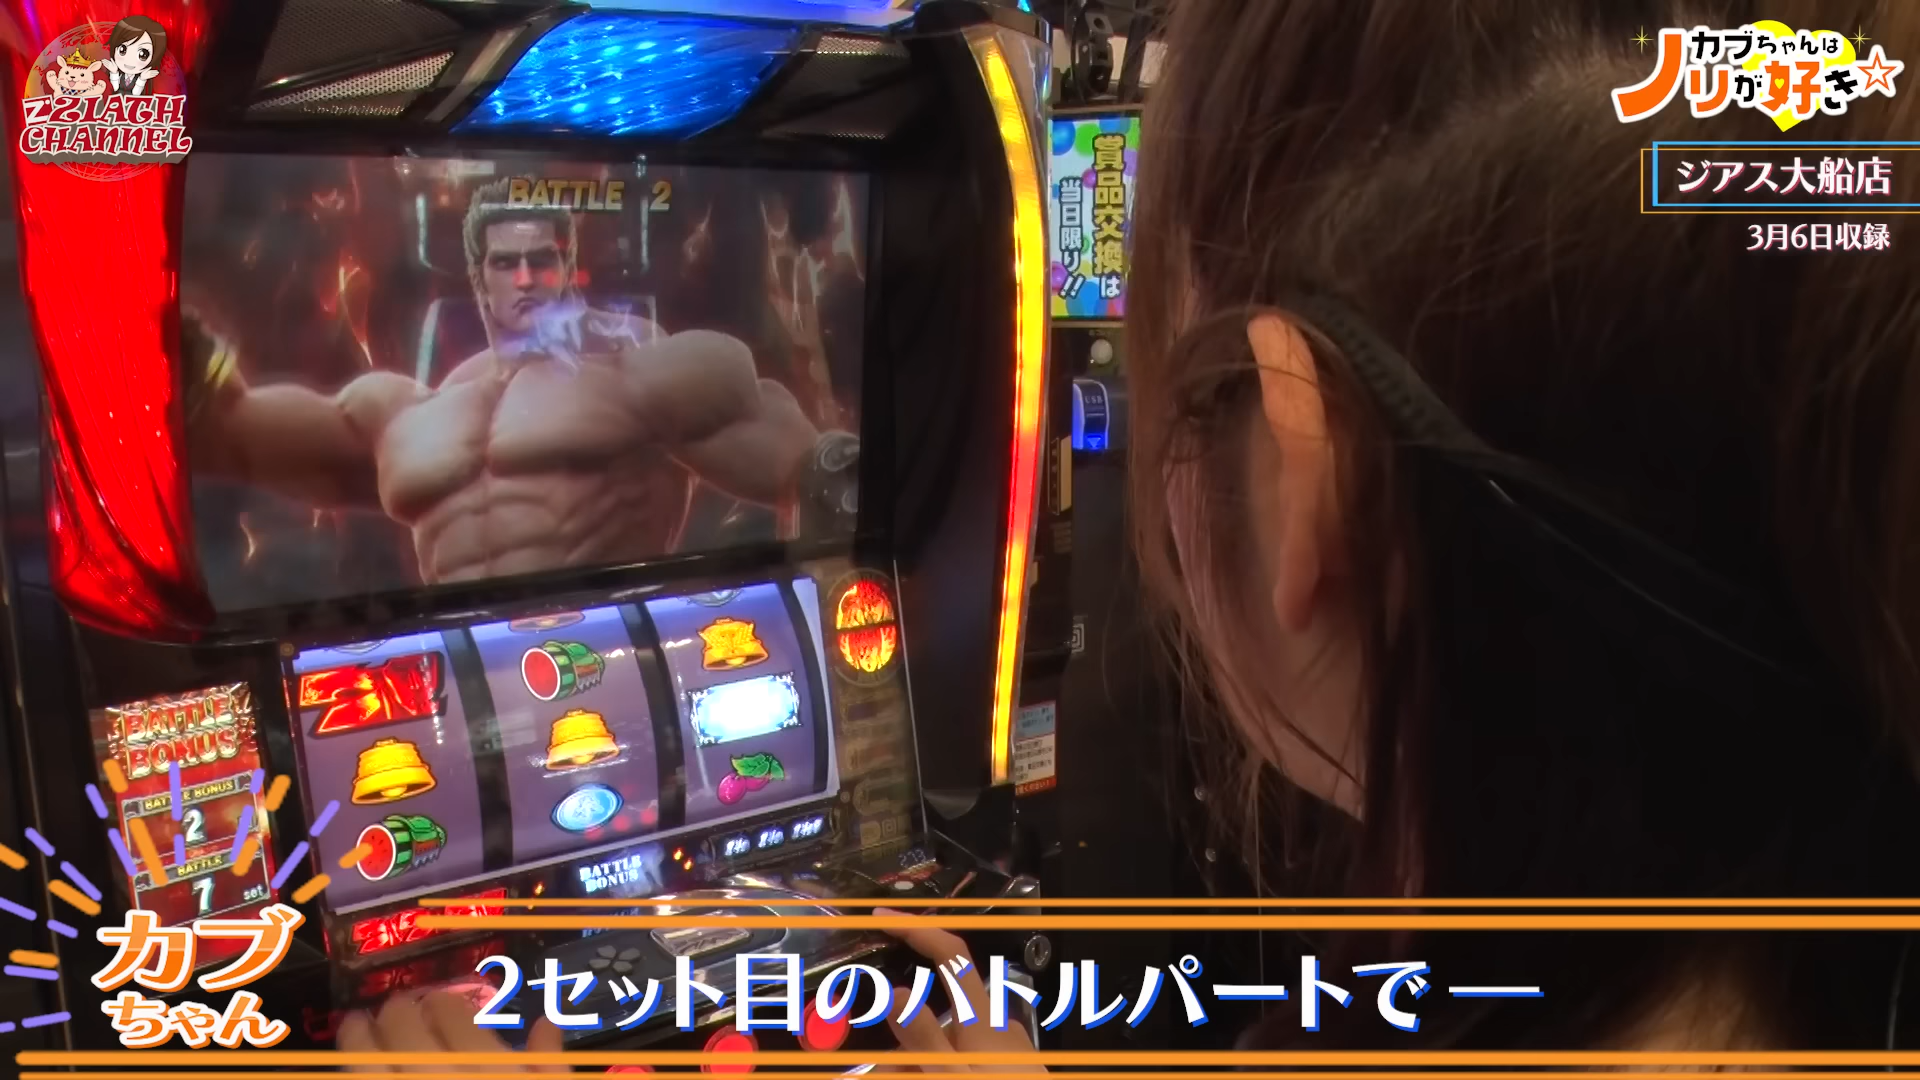 ZZIATH
CHANNEL
カブちゃんは
ノリが好き☆
ジアス大船店
3月6日収録
BATTLE 2
賞品交換は
当日限り!!
USB
BATTLE
BONUS
BATTLE BONUS
2
BATTLE
7 set
BATTLE
BONUS
カブ
ちゃん
2セット目のバトルパートで―